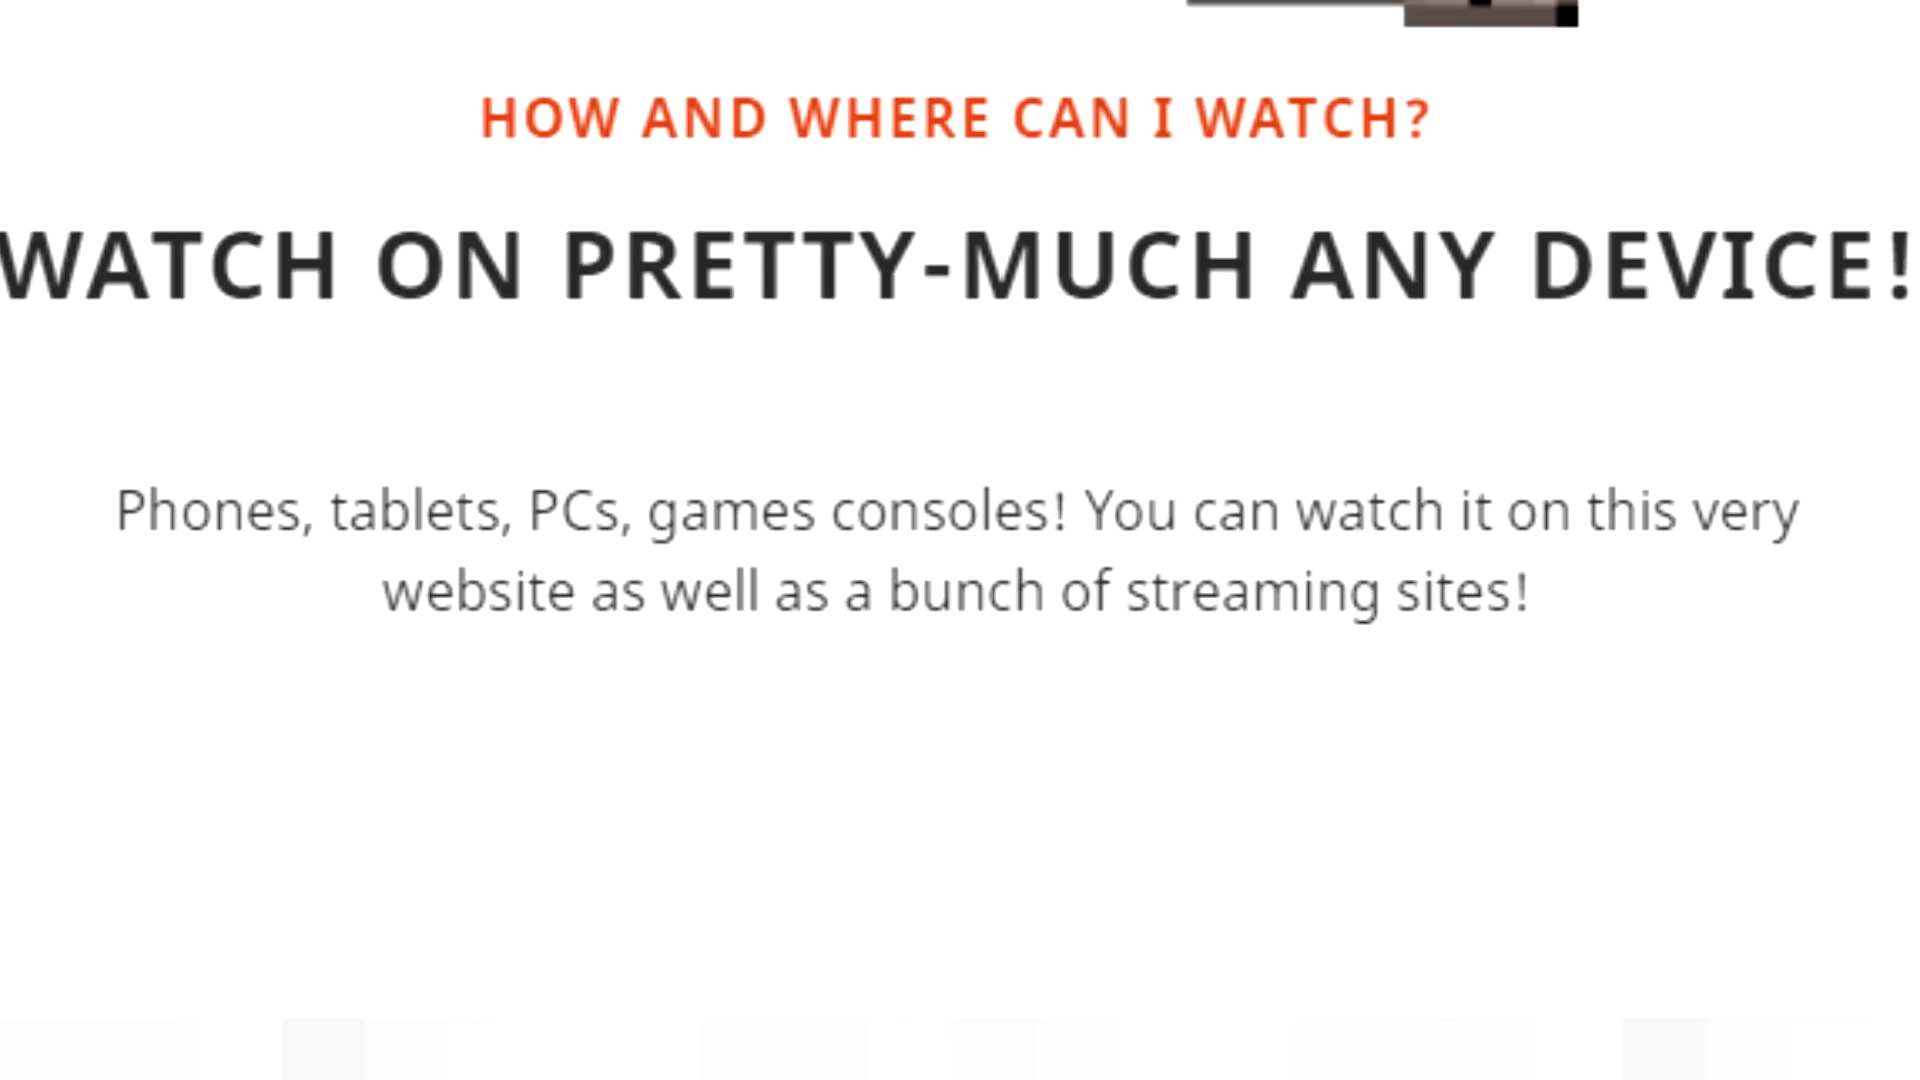 HOW AND WHERE CAN I WATCH?
WATCH ON PRETTY-MUCH ANY DEVICE!
Phones, tablets, PCs, games consoles! You can watch it on this very
website as well as a bunch of streaming sites!